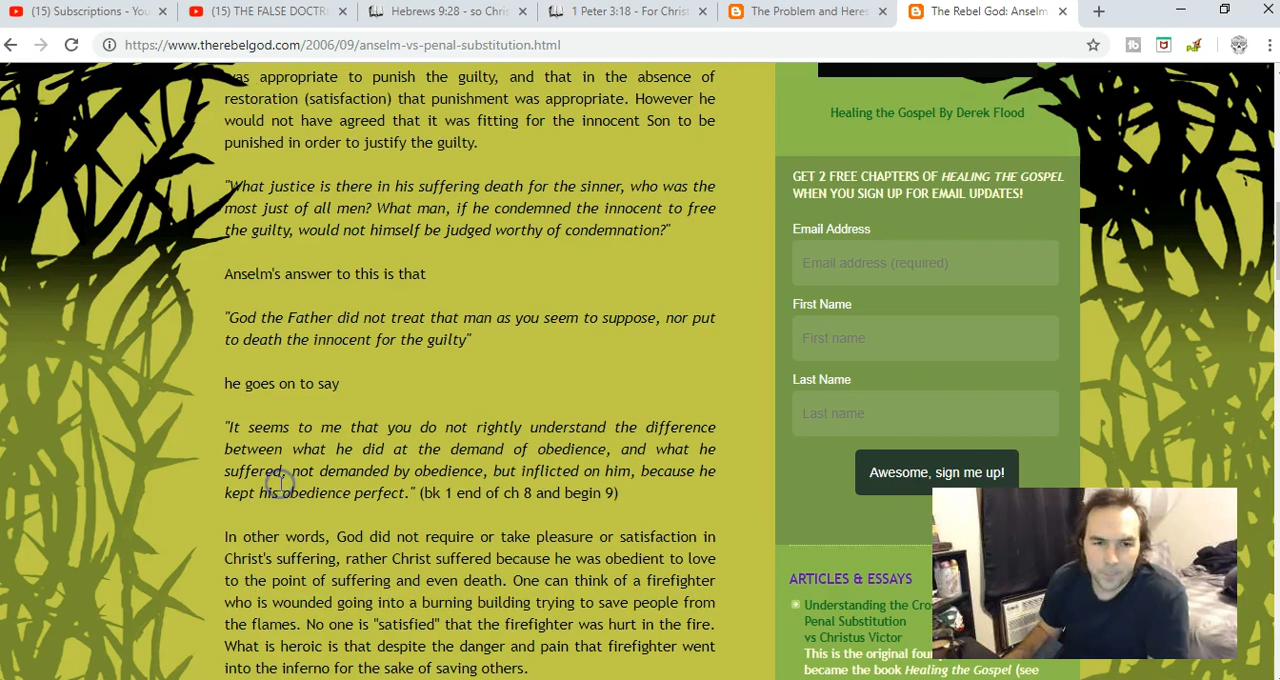 (15) Subscriptions - You
(15) THE FALSE DOCTRI
Hebrews 9:28 - so Chris
1 Peter 3:18 - For Christ
The Problem and Heres
The Rebel God: Anselm
https://www.therebelgod.com/2006/09/anselm-vs-penal-substitution.html
was appropriate to punish the guilty, and that in the absence of
restoration (satisfaction) that punishment was appropriate. However he
would not have agreed that it was fitting for the innocent Son to be
punished in order to justify the guilty.
"What justice is there in his suffering death for the sinner, who was the
most just of all men? What man, if he condemned the innocent to free
the guilty, would not himself be judged worthy of condemnation?"
Anselm's answer to this is that
"God the Father did not treat that man as you seem to suppose, nor put
to death the innocent for the guilty"
he goes on to say
"It seems to me that you do not rightly understand the difference
between what he did at the demand of obedience, and what he
suffered, not demanded by obedience, but inflicted on him, because he
kept his obedience perfect." (bk 1 end of ch 8 and begin 9)
In other words, God did not require or take pleasure or satisfaction in
Christ's suffering, rather Christ suffered because he was obedient to love
to the point of suffering and even death. One can think of a firefighter
who is wounded going into a burning building trying to save people from
the flames. No one is "satisfied" that the firefighter was hurt in the fire.
What is heroic is that despite the danger and pain that firefighter went
into the inferno for the sake of saving others.
Healing the Gospel By Derek Flood
GET 2 FREE CHAPTERS OF HEALING THE GOSPEL
WHEN YOU SIGN UP FOR EMAIL UPDATES!
Email Address
Email address (required)
First Name
First name
Last Name
Last name
Awesome, sign me up!
ARTICLES & ESSAYS
Understanding the Cro
Penal Substitution
vs Christus Victor
This is the original fou
became the book Healing the Gospel (see